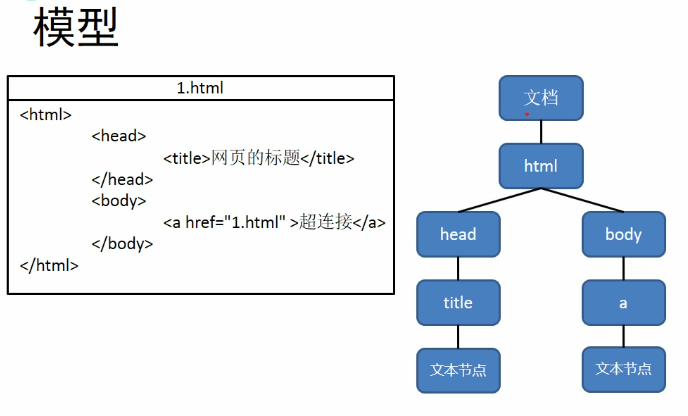 模型
1.html
<html>
<head>
<title>网页的标题</title>
</head>
<body>
<a href="1.html" >超连接</a>
</body>
</html>
文档
html
head
body
title
a
文本节点
文本节点